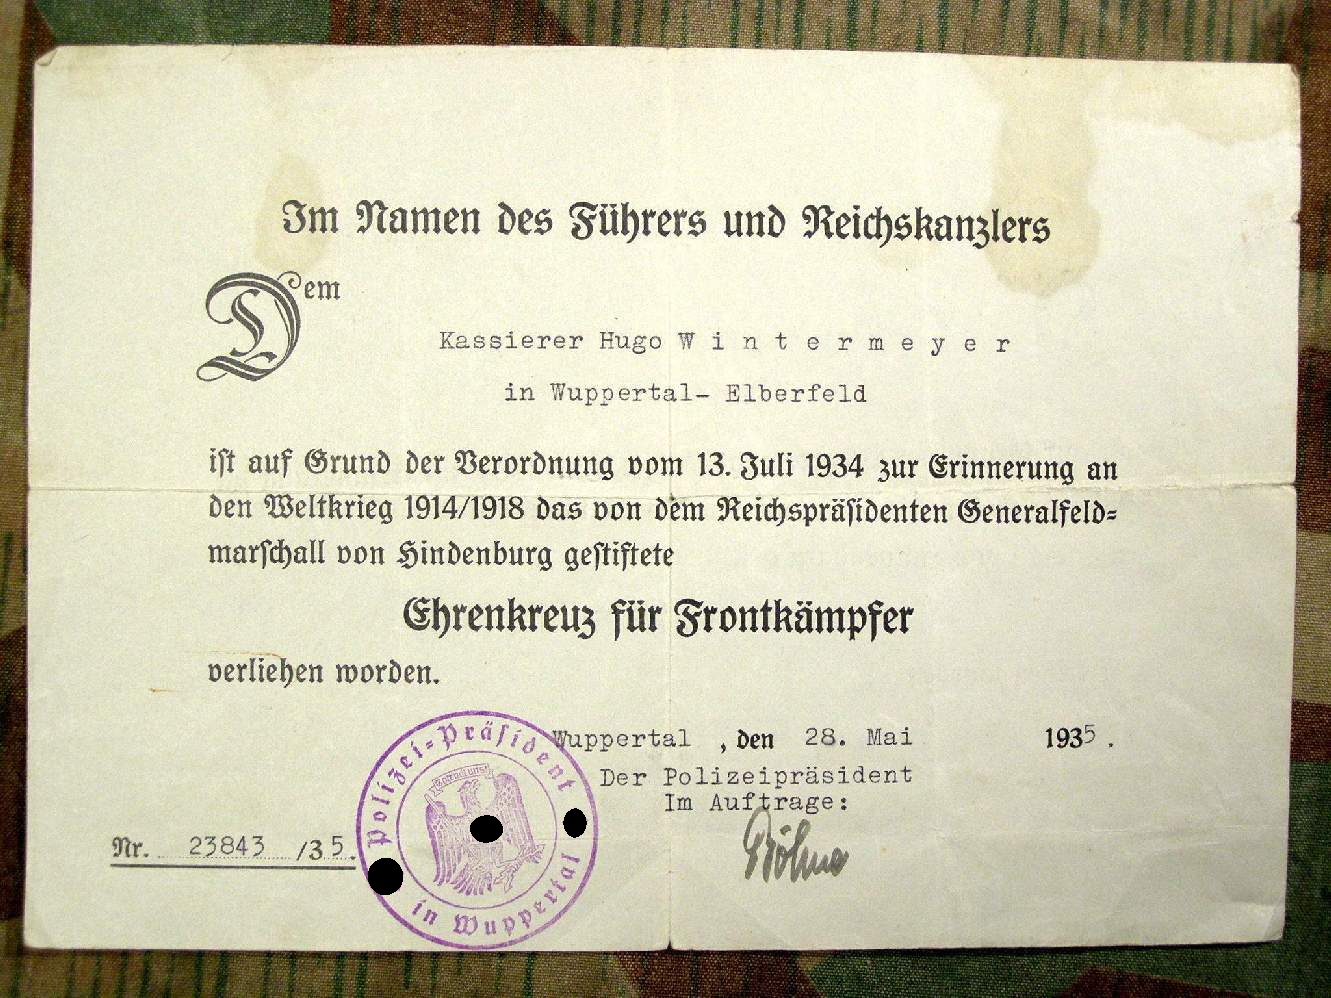 Im Namen des Führers und Reichskanzlers
Dem
Kassierer Hugo W i n t e r m e y e r
in Wuppertal- Elberfeld
ist auf Grund der Verordnung vom 13. Juli 1934 zur Erinnerung an
den Weltkrieg 1914/1918 das von dem Reichspräsidenten Generalfeld=
marschall von Hindenburg gestiftete
Ehrenkreuz für Frontkämpfer
verliehen worden.
Wuppertal , den 28. Mai 1935.
Der Polizeipräsident
Im Auftrage:
Böhme
Nr. 23843 /35.
Polizei=Präsident
in Wuppertal